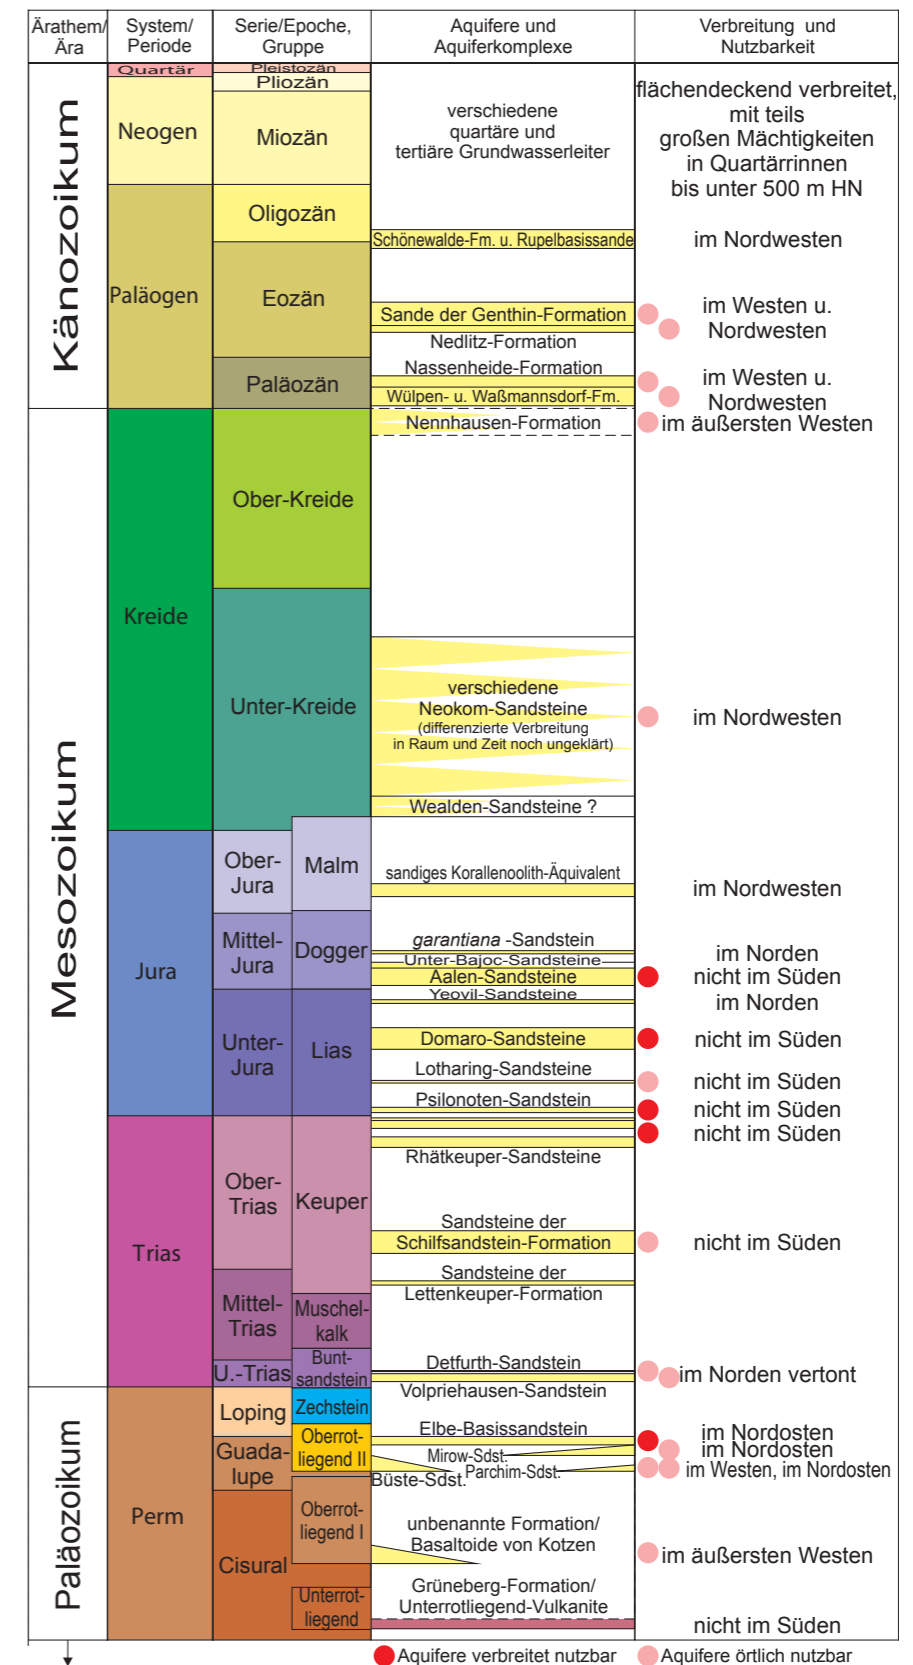 Ärathem/
Ära
System/
Periode
Serie/Epoche,
Gruppe
Aquifere und
Aquiferkomplexe
Verbreitung und
Nutzbarkeit
Känozoikum
Quartär
Pleistozän
Neogen
Pliozän
Miozän
verschiedene
quartäre und
tertiäre Grundwasserleiter
flächendeckend verbreitet,
mit teils
großen Mächtigkeiten
in Quartärrinnen
bis unter 500 m HN
Paläogen
Oligozän
Schönewalde-Fm. u. Rupelbasissande
im Nordwesten
Eozän
Sande der Genthin-Formation
Nedlitz-Formation
im Westen u.
Nordwesten
Paläozän
Nassenheide-Formation
Wülpen- u. Waßmannsdorf-Fm.
im Westen u.
Nordwesten
Mesozoikum
Kreide
Ober-Kreide
Nennhausen-Formation
im äußersten Westen
Unter-Kreide
verschiedene
Neokom-Sandsteine
(differenzierte Verbreitung
in Raum und Zeit noch ungeklärt)
im Nordwesten
Wealden-Sandsteine ?
Jura
Ober-
Jura
Malm
sandiges Korallenoolith-Äquivalent
im Nordwesten
Mittel-
Jura
Dogger
garantiana -Sandstein
Unter-Bajoc-Sandsteine
im Norden
Aalen-Sandsteine
nicht im Süden
Yeovil-Sandsteine
im Norden
Unter-
Jura
Lias
Domaro-Sandsteine
nicht im Süden
Lotharing-Sandsteine
nicht im Süden
Psilonoten-Sandstein
nicht im Süden
Trias
Ober-
Trias
Keuper
nicht im Süden
Rhätkeuper-Sandsteine
Sandsteine der
Schilfsandstein-Formation
nicht im Süden
Sandsteine der
Lettenkeuper-Formation
Mittel-
Trias
Muschel-
kalk
U.-Trias
Bunt-
sandstein
Detfurth-Sandstein
im Norden vertont
Volpriehausen-Sandstein
Paläozoikum
Perm
Loping
Zechstein
Guada-
lupe
Oberrot-
liegend II
Elbe-Basissandstein
im Nordosten
Mirow-Sdst.
im Nordosten
Parchim-Sdst.
Büste-Sdst.
im Westen, im Nordosten
Cisural
Oberrot-
liegend I
unbenannte Formation/
Basaltoide von Kotzen
im äußersten Westen
Unterrot-
liegend
Grüneberg-Formation/
Unterrotliegend-Vulkanite
nicht im Süden
Aquifere verbreitet nutzbar
Aquifere örtlich nutzbar